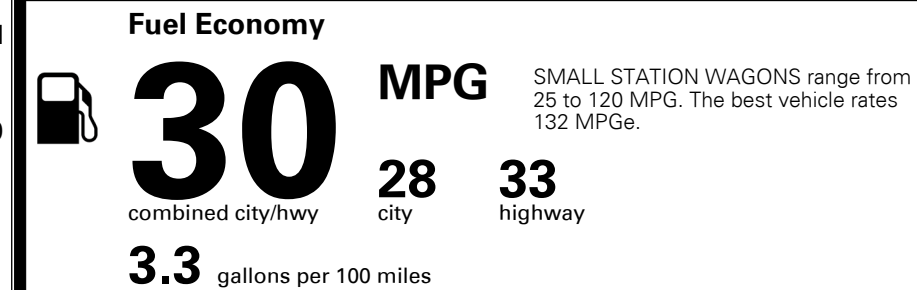 Fuel Economy
30 MPG
SMALL STATION WAGONS range from
25 to 120 MPG. The best vehicle rates
132 MPGe.
28 33
combined city/hwy city highway
3.3 gallons per 100 miles